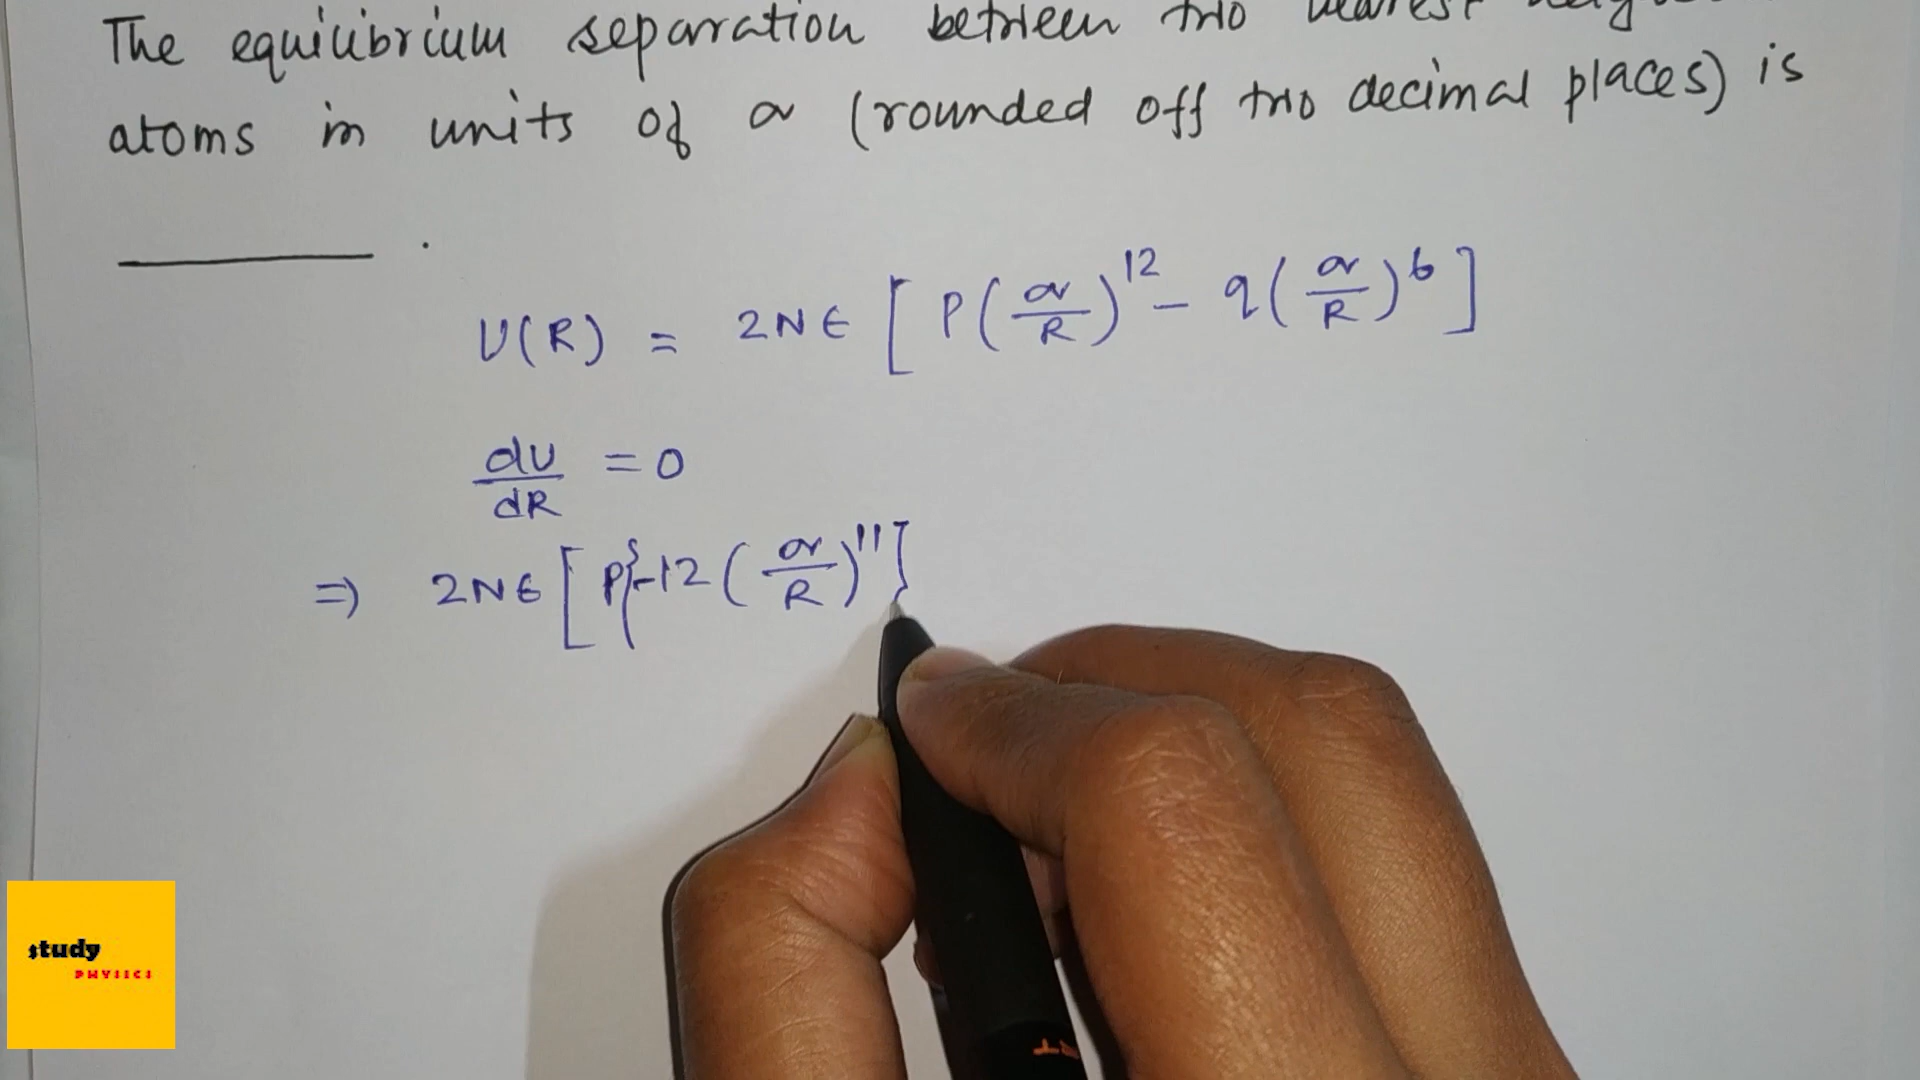 The equilibrium separation between two nearest
atoms in units of σ (rounded off two decimal places) is
________ .
U(R) = 2Nϵ [ P(σ/R)^12 - q(σ/R)^6 ]
dU/dR = 0
⇒ 2Nϵ [ P{-12 (σ/R)^11}
study
PHYSICS